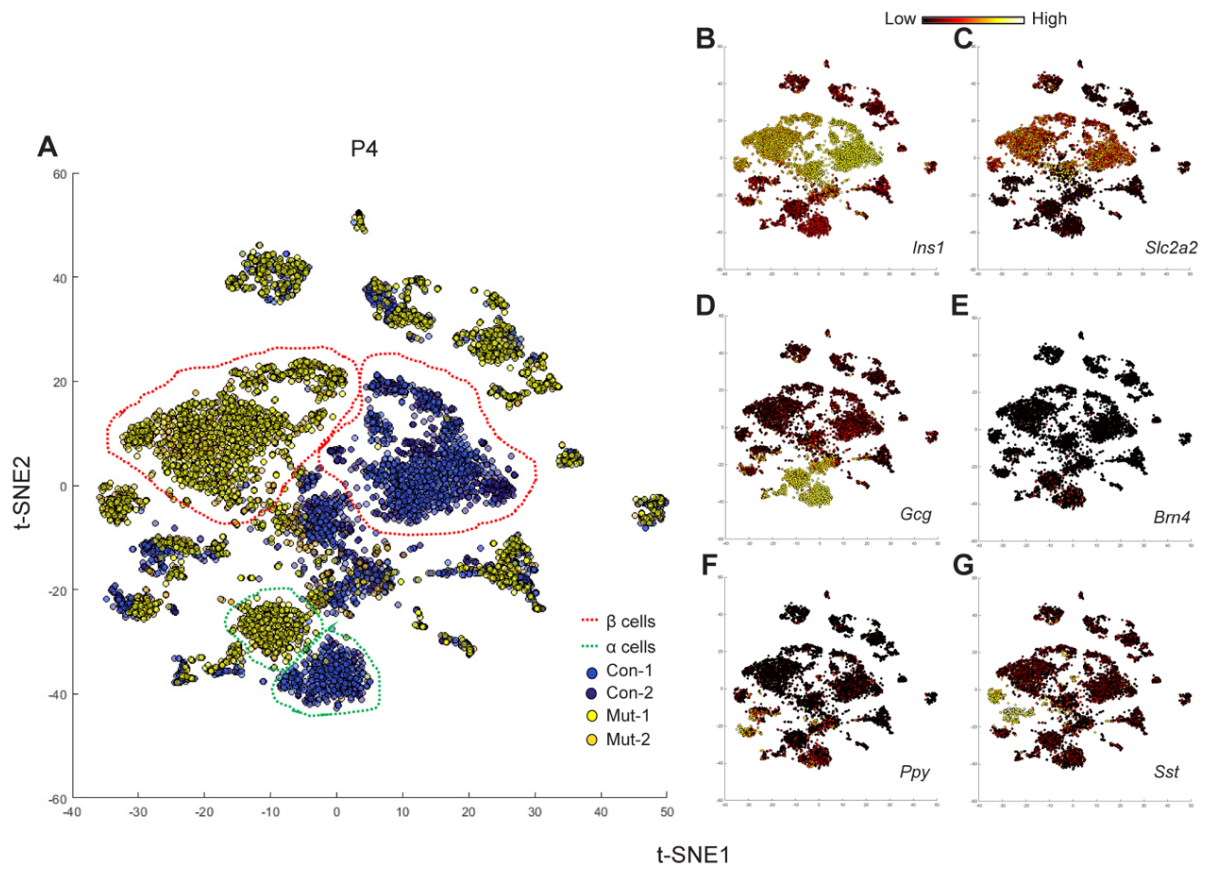 Low High
A
P4
60
40
20
0
-20
-40
-60
-40 -30 -20 -10 0 10 20 30 40 50
t-SNE2
t-SNE1
β cells
α cells
Con-1
Con-2
Mut-1
Mut-2
B
Ins1
C
Slc2a2
D
Gcg
E
Brn4
F
Ppy
G
Sst